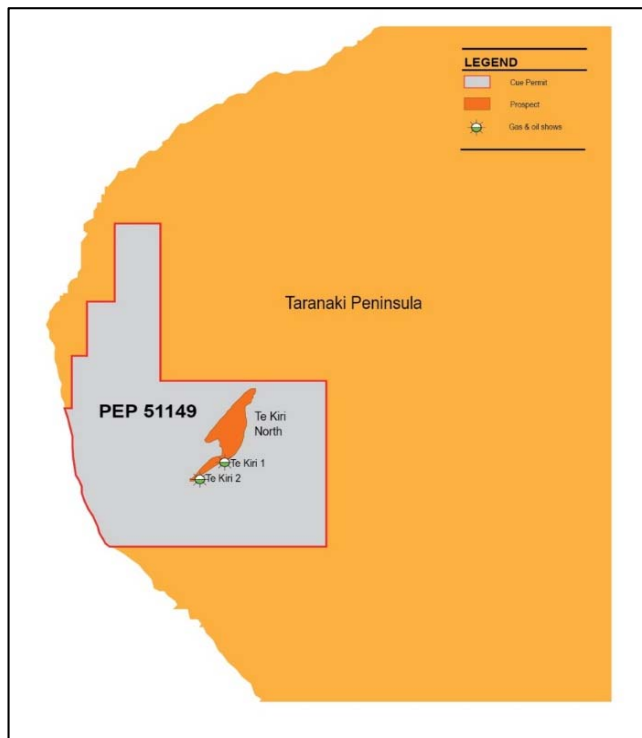 LEGEND
Cue Permit
Prospect
Gas & oil shows
Taranaki Peninsula
PEP 51149
Te Kiri
North
Te Kiri 1
Te Kiri 2